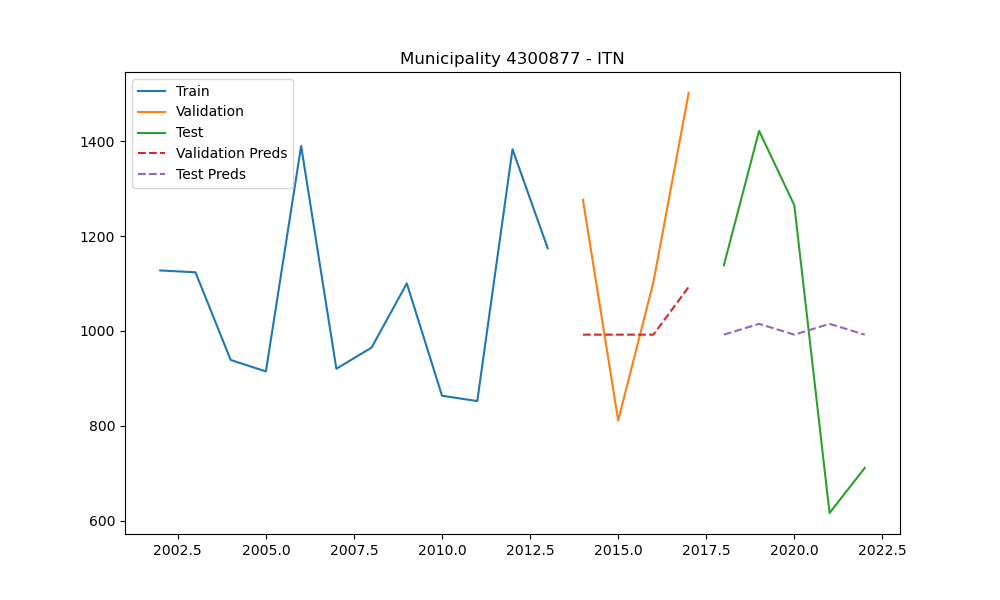 Municipality 4300877 - ITN
Train
Validation
Test
Validation Preds
Test Preds
1400
1200
1000
800
600
2002.5 2005.0 2007.5 2010.0 2012.5 2015.0 2017.5 2020.0 2022.5